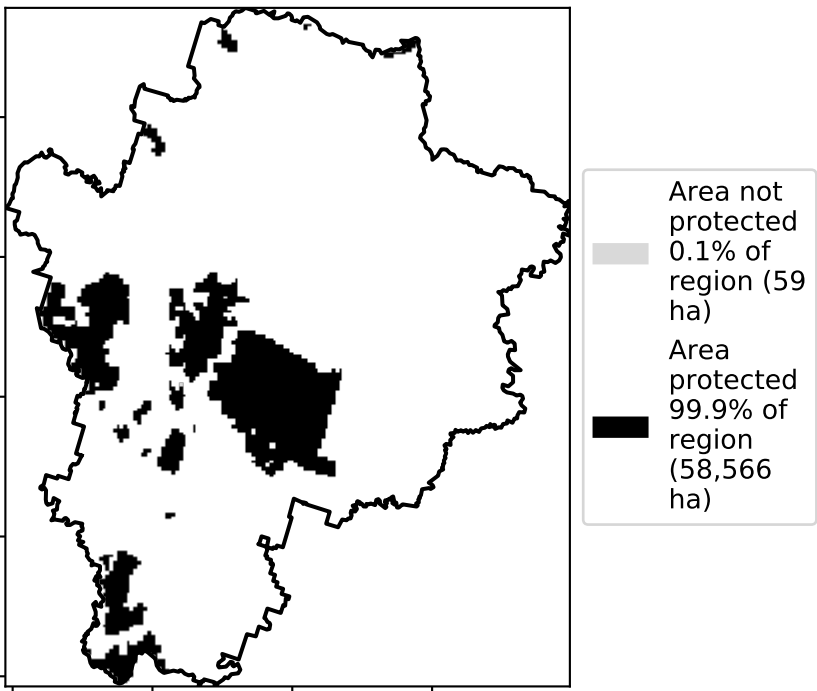 Area not
protected
0.1% of
region (59
ha)
Area
protected
99.9% of
region
(58,566
ha)